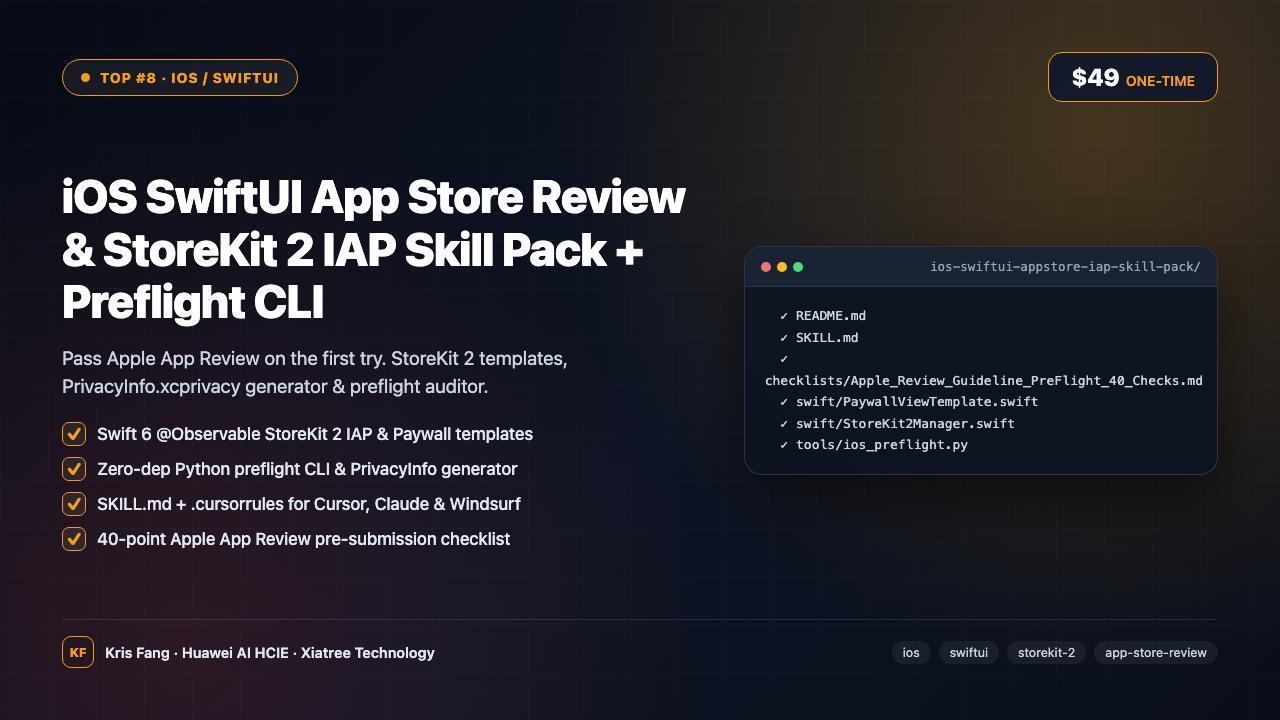 TOP #8 · IOS / SWIFTUI
$49 ONE-TIME
iOS SwiftUI App Store Review
& StoreKit 2 IAP Skill Pack +
Preflight CLI
Pass Apple App Review on the first try. StoreKit 2 templates,
PrivacyInfo.xcprivacy generator & preflight auditor.
Swift 6 @Observable StoreKit 2 IAP & Paywall templates
Zero-dep Python preflight CLI & PrivacyInfo generator
SKILL.md + .cursorrules for Cursor, Claude & Windsurf
40-point Apple App Review pre-submission checklist
ios-swiftui-appstore-iap-skill-pack/
✓ README.md
✓ SKILL.md
✓
checklists/Apple_Review_Guideline_PreFlight_40_Checks.md
✓ swift/PaywallViewTemplate.swift
✓ swift/StoreKit2Manager.swift
✓ tools/ios_preflight.py
KF
Kris Fang · Huawei AI HCIE · Xiatree Technology
ios
swiftui
storekit-2
app-store-review